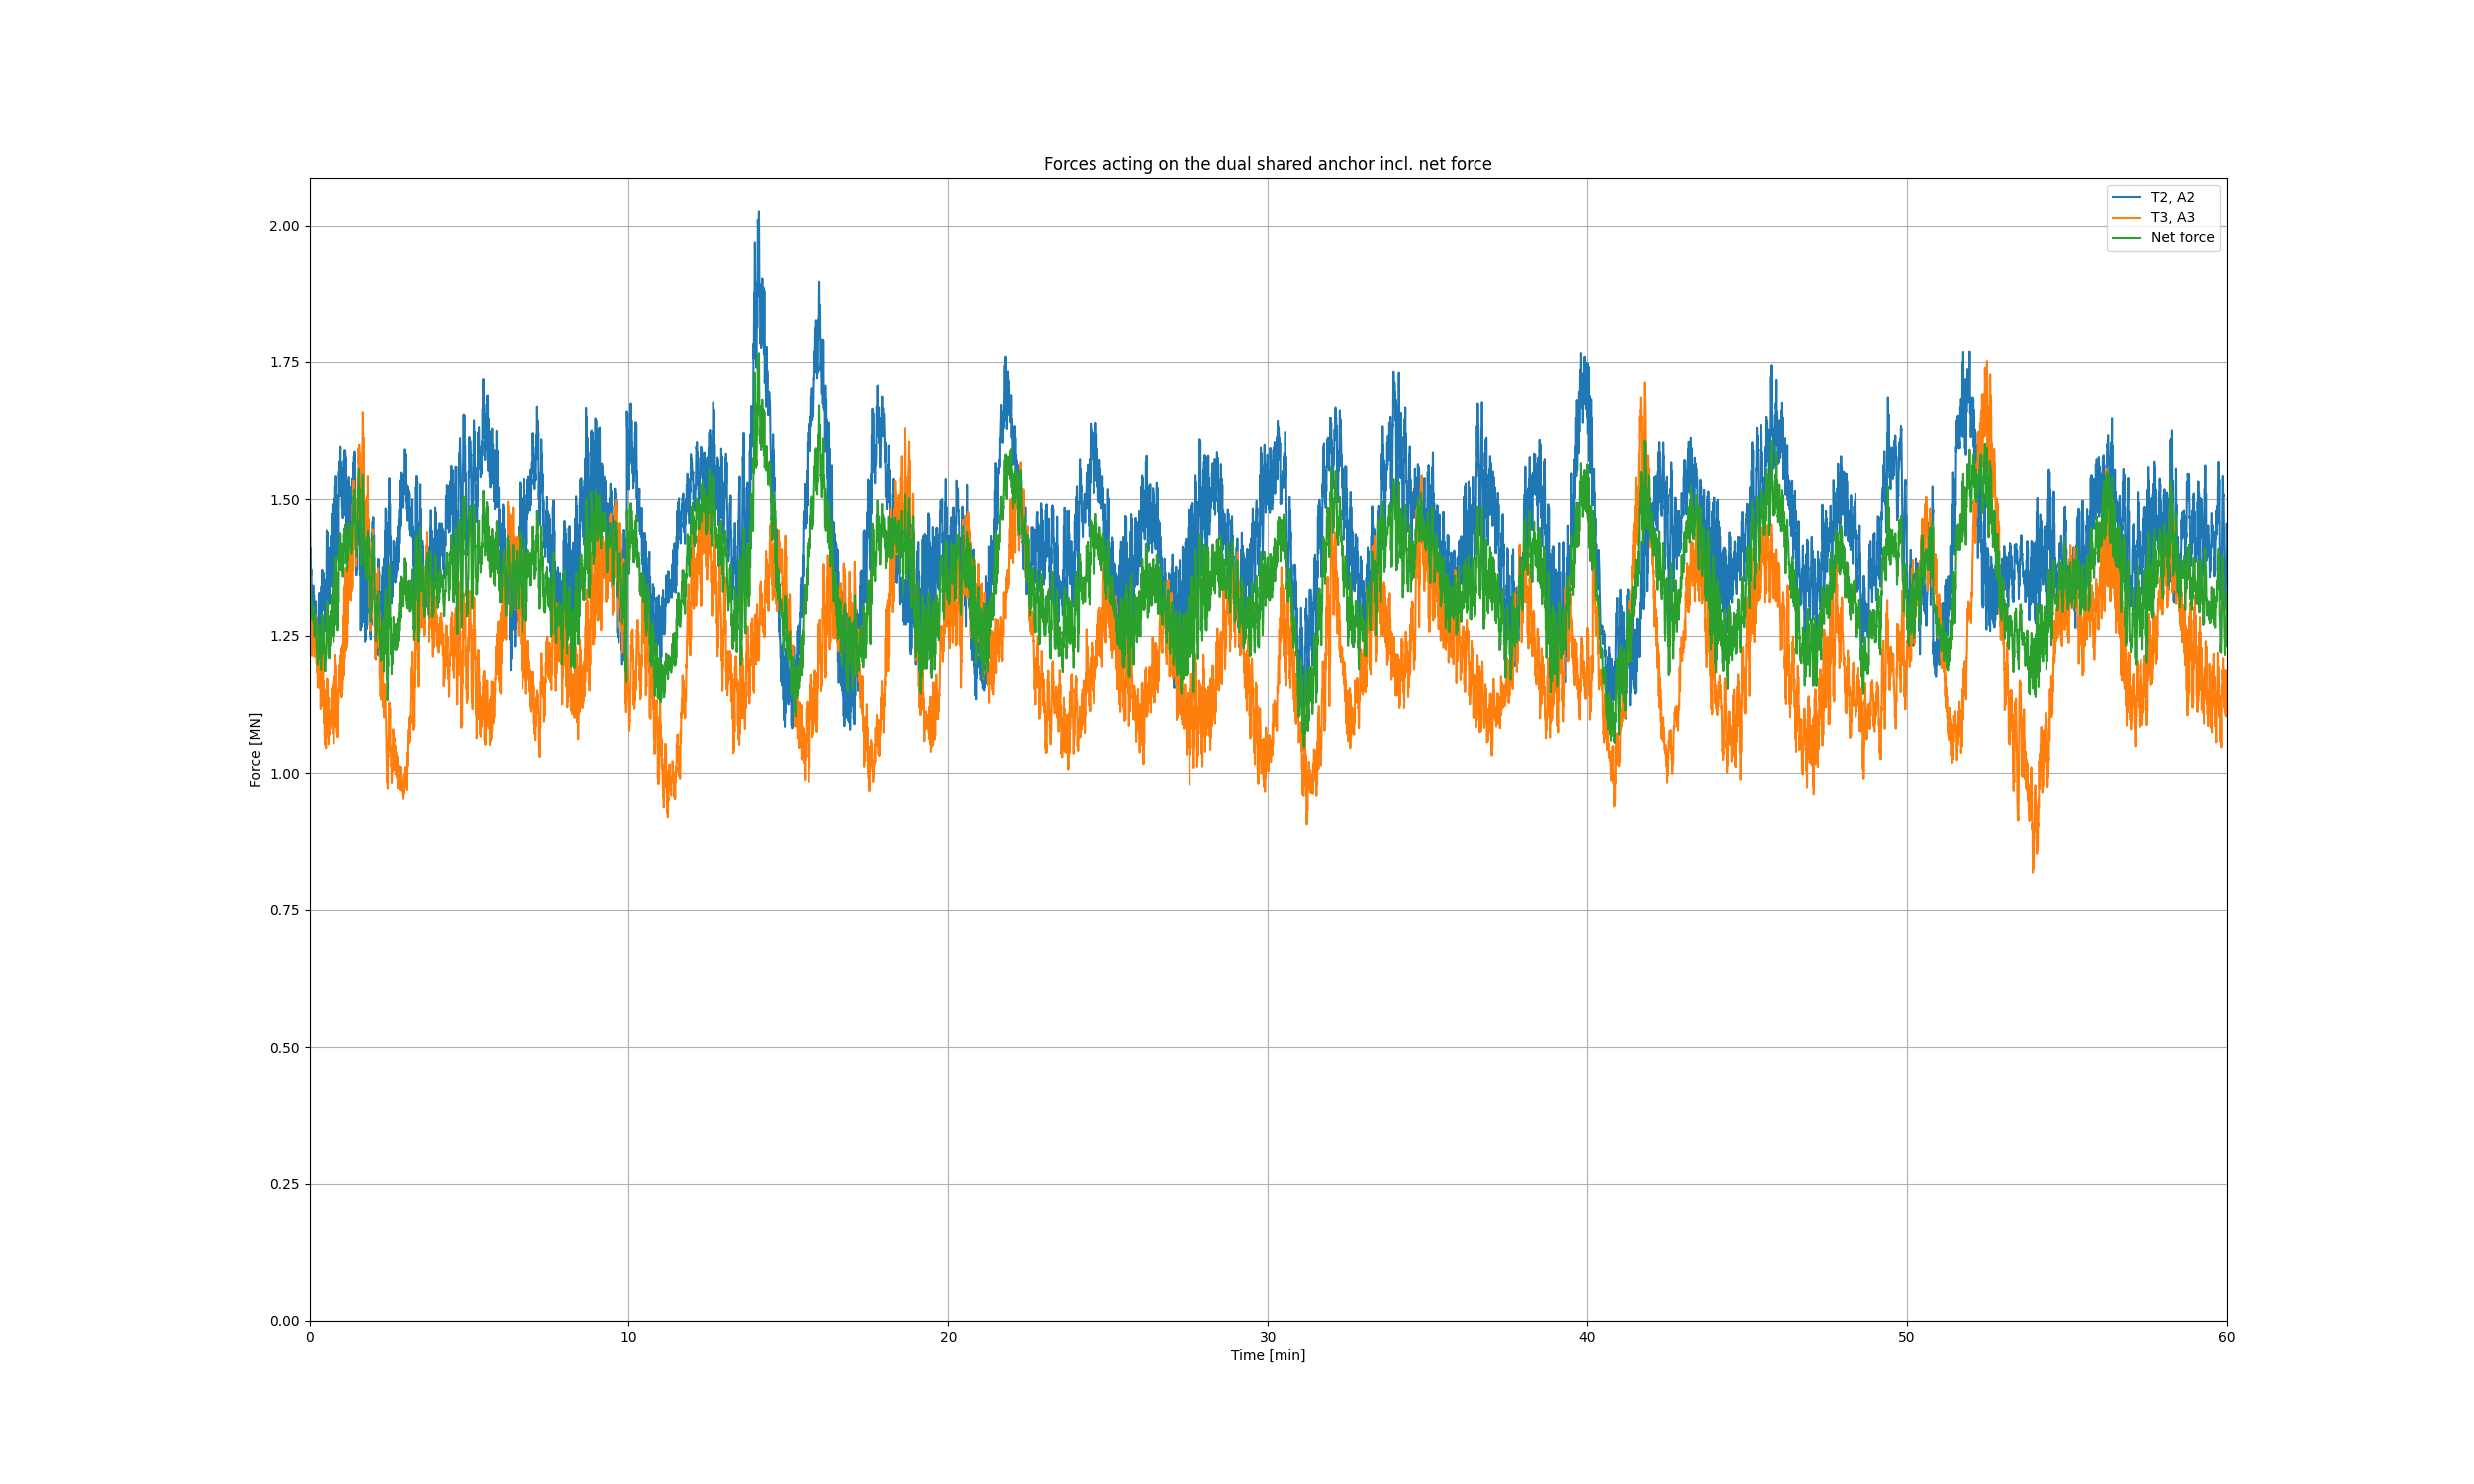 Forces acting on the dual shared anchor incl. net force
T2, A2
T3, A3
Net force
Force [MN]
2.00
1.75
1.50
1.25
1.00
0.75
0.50
0.25
0.00
0 10 20 30 40 50 60
Time [min]